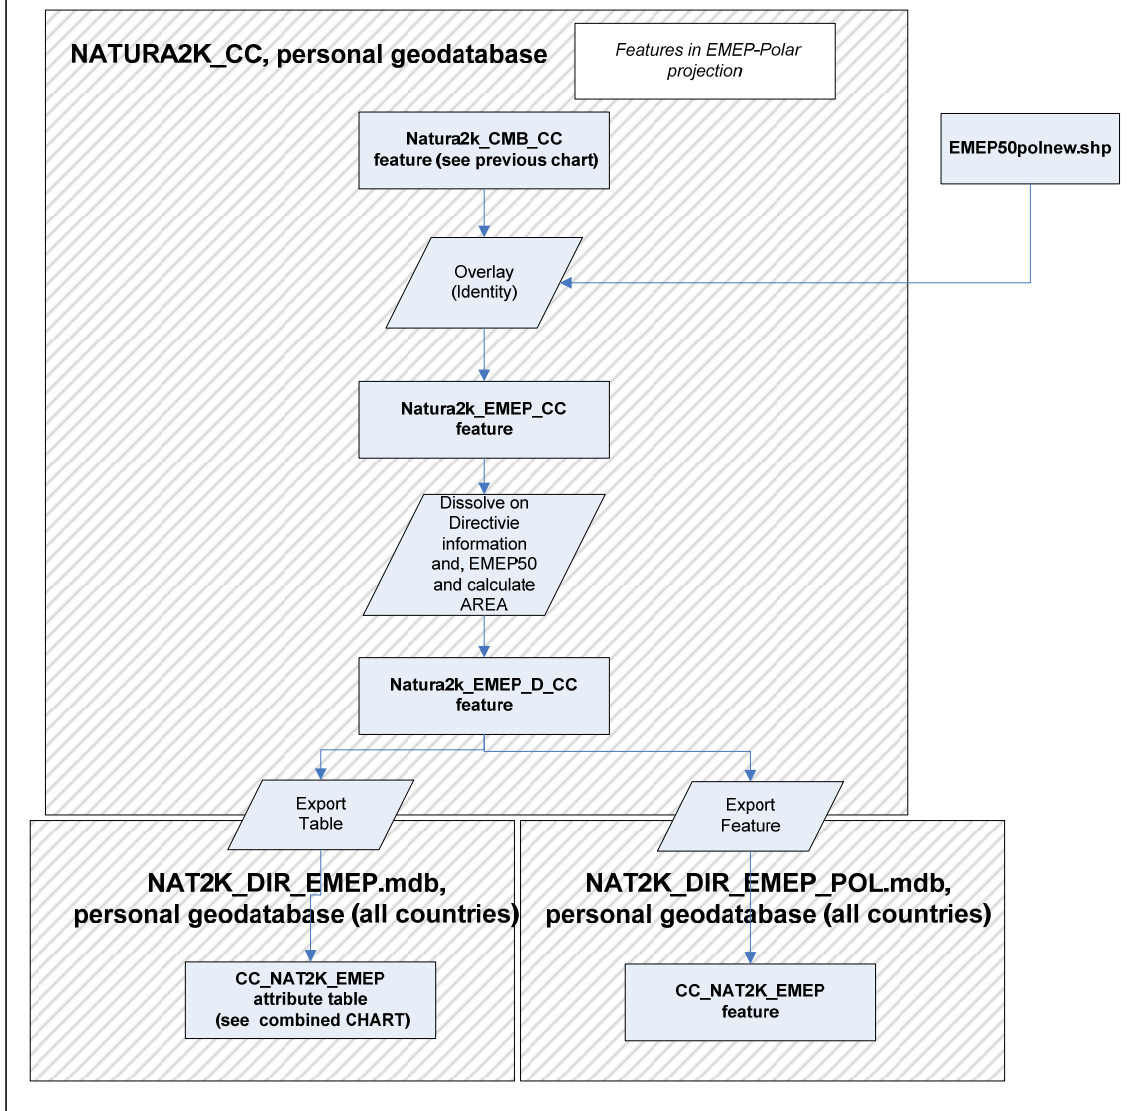 NATURA2K_CC, personal geodatabase
Features in EMEP-Polar
projection
Natura2k_CMB_CC
feature (see previous chart)
EMEP50polnew.shp
Overlay
(Identity)
Natura2k_EMEP_CC
feature
Dissolve on
Directivie
information
and, EMEP50
and calculate
AREA
Natura2k_EMEP_D_CC
feature
Export
Table
Export
Feature
NAT2K_DIR_EMEP.mdb,
personal geodatabase (all countries)
NAT2K_DIR_EMEP_POL.mdb,
personal geodatabase (all countries)
CC_NAT2K_EMEP
attribute table
(see  combined CHART)
CC_NAT2K_EMEP
feature